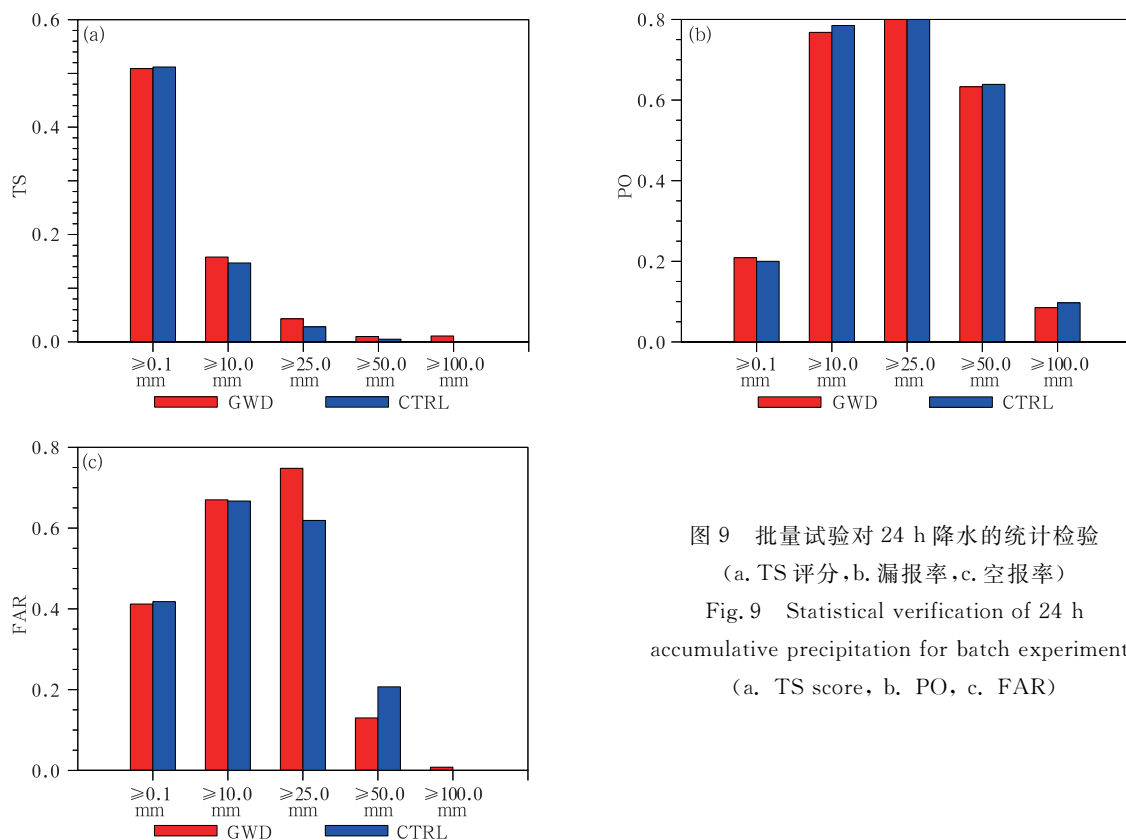 (a)
0.6
0.4
0.2
0.0
TS
≥0.1 ≥10.0 ≥25.0 ≥50.0 ≥100.0
mm mm mm mm mm
GWD CTRL
(b)
0.8
0.6
0.4
0.2
0.0
PO
≥0.1 ≥10.0 ≥25.0 ≥50.0 ≥100.0
mm mm mm mm mm
GWD CTRL
(c)
0.8
0.6
0.4
0.2
0.0
FAR
≥0.1 ≥10.0 ≥25.0 ≥50.0 ≥100.0
mm mm mm mm mm
GWD CTRL
图 9 批量试验对 24 h 降水的统计检验
(a. TS 评分,b. 漏报率,c. 空报率)
Fig. 9 Statistical verification of 24 h
accumulative precipitation for batch experiment
(a. TS score, b. PO, c. FAR)